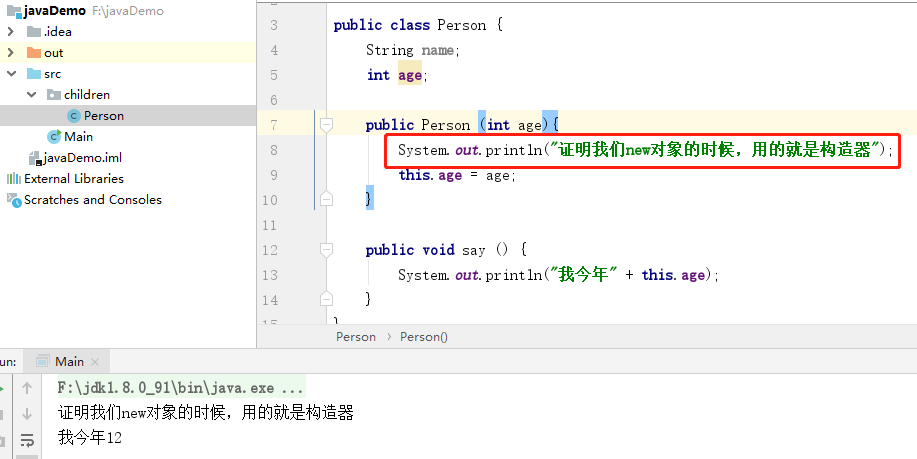 javaDemo F:\javaDemo
.idea
out
src
children
Person
Main
javaDemo.iml
External Libraries
Scratches and Consoles
3 public class Person {
4 String name;
5 int age;
6
7 public Person (int age){
8 System.out.println("证明我们new对象的时候，用的就是构造器");
9 this.age = age;
10 }
11
12 public void say () {
13 System.out.println("我今年" + this.age);
14 }
15 }
Person › Person()
un: Main ×
F:\jdk1.8.0_91\bin\java.exe ...
证明我们new对象的时候，用的就是构造器
我今年12